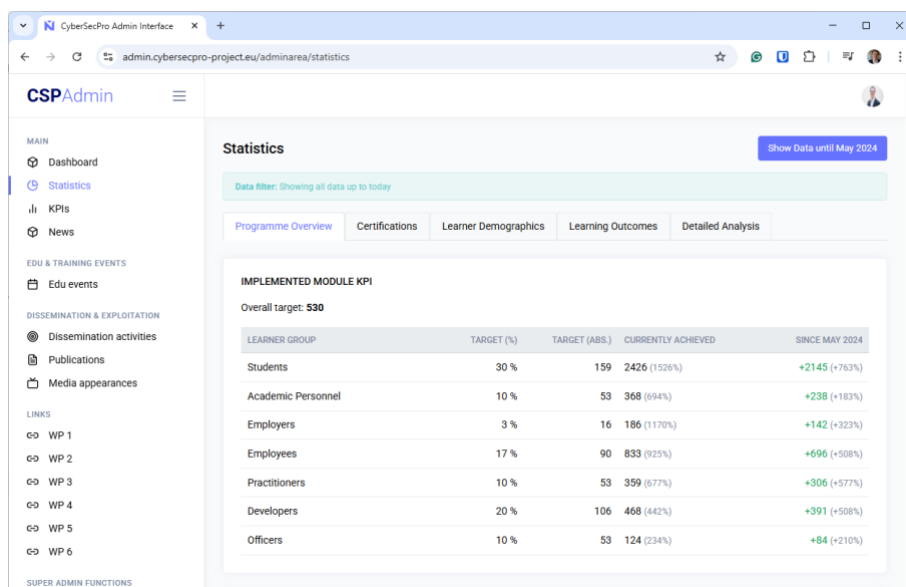 CyberSecPro Admin Interface
admin.cybersecpro-project.eu/adminarea/statistics
CSPAdmin
MAIN
Dashboard
Statistics
KPIs
News
EDU & TRAINING EVENTS
Edu events
DISSEMINATION & EXPLOITATION
Dissemination activities
Publications
Media appearances
LINKS
WP 1
WP 2
WP 3
WP 4
WP 5
WP 6
SUPER ADMIN FUNCTIONS
Statistics
Show Data until May 2024
Data filter: Showing all data up to today
Programme Overview Certifications Learner Demographics Learning Outcomes Detailed Analysis
IMPLEMENTED MODULE KPI
Overall target: 530
LEARNER GROUP TARGET (%) TARGET (ABS.) CURRENTLY ACHIEVED SINCE MAY 2024
Students 30 % 159 2426 (1526%) +2145 (+763%)
Academic Personnel 10 % 53 368 (694%) +238 (+183%)
Employers 3 % 16 186 (1170%) +142 (+323%)
Employees 17 % 90 833 (925%) +696 (+508%)
Practitioners 10 % 53 359 (677%) +306 (+577%)
Developers 20 % 106 468 (442%) +391 (+508%)
Officers 10 % 53 124 (234%) +84 (+210%)